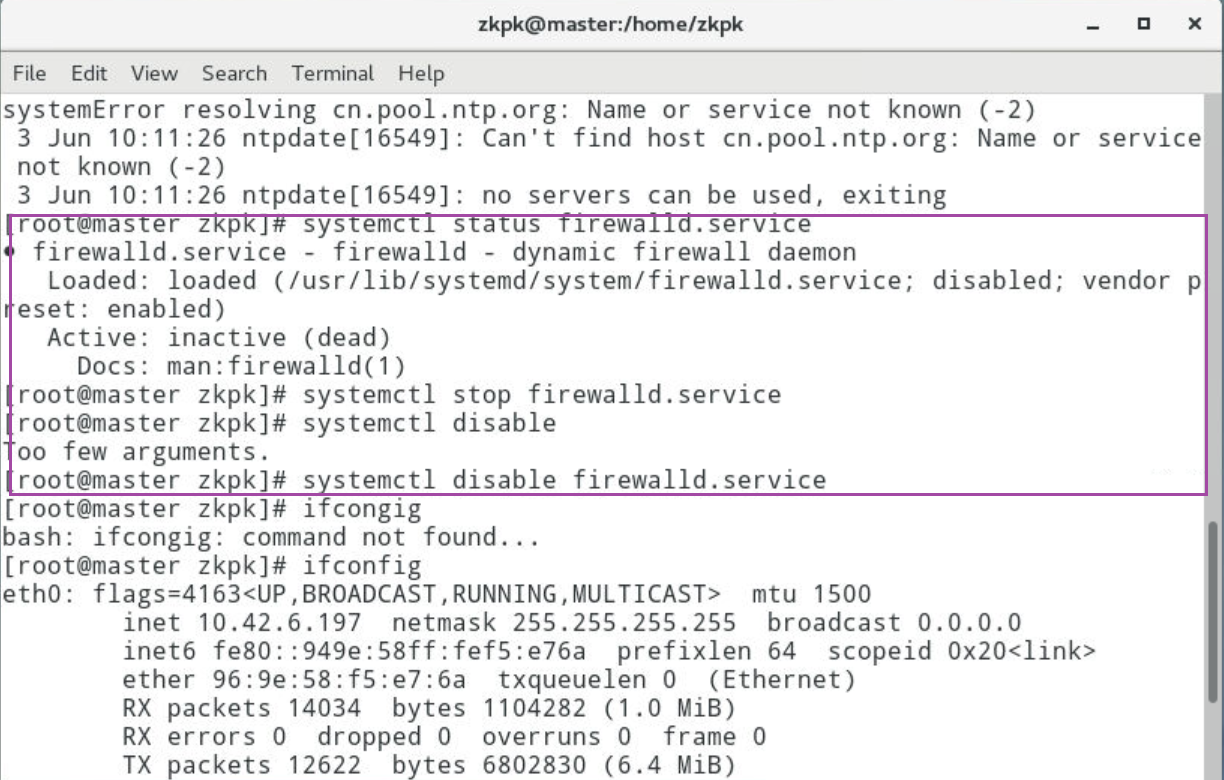 zkpk@master:/home/zkpk
File Edit View Search Terminal Help
systemError resolving cn.pool.ntp.org: Name or service not known (-2)
 3 Jun 10:11:26 ntpdate[16549]: Can't find host cn.pool.ntp.org: Name or service
 not known (-2)
 3 Jun 10:11:26 ntpdate[16549]: no servers can be used, exiting
[root@master zkpk]# systemctl status firewalld.service
● firewalld.service - firewalld - dynamic firewall daemon
   Loaded: loaded (/usr/lib/systemd/system/firewalld.service; disabled; vendor p
reset: enabled)
   Active: inactive (dead)
     Docs: man:firewalld(1)
[root@master zkpk]# systemctl stop firewalld.service
[root@master zkpk]# systemctl disable
Too few arguments.
[root@master zkpk]# systemctl disable firewalld.service
[root@master zkpk]# ifcongig
bash: ifcongig: command not found...
[root@master zkpk]# ifconfig
eth0: flags=4163<UP,BROADCAST,RUNNING,MULTICAST>  mtu 1500
        inet 10.42.6.197  netmask 255.255.255.255  broadcast 0.0.0.0
        inet6 fe80::949e:58ff:fef5:e76a  prefixlen 64  scopeid 0x20<link>
        ether 96:9e:58:f5:e7:6a  txqueuelen 0  (Ethernet)
        RX packets 14034  bytes 1104282 (1.0 MiB)
        RX errors 0  dropped 0  overruns 0  frame 0
        TX packets 12622  bytes 6802830 (6.4 MiB)